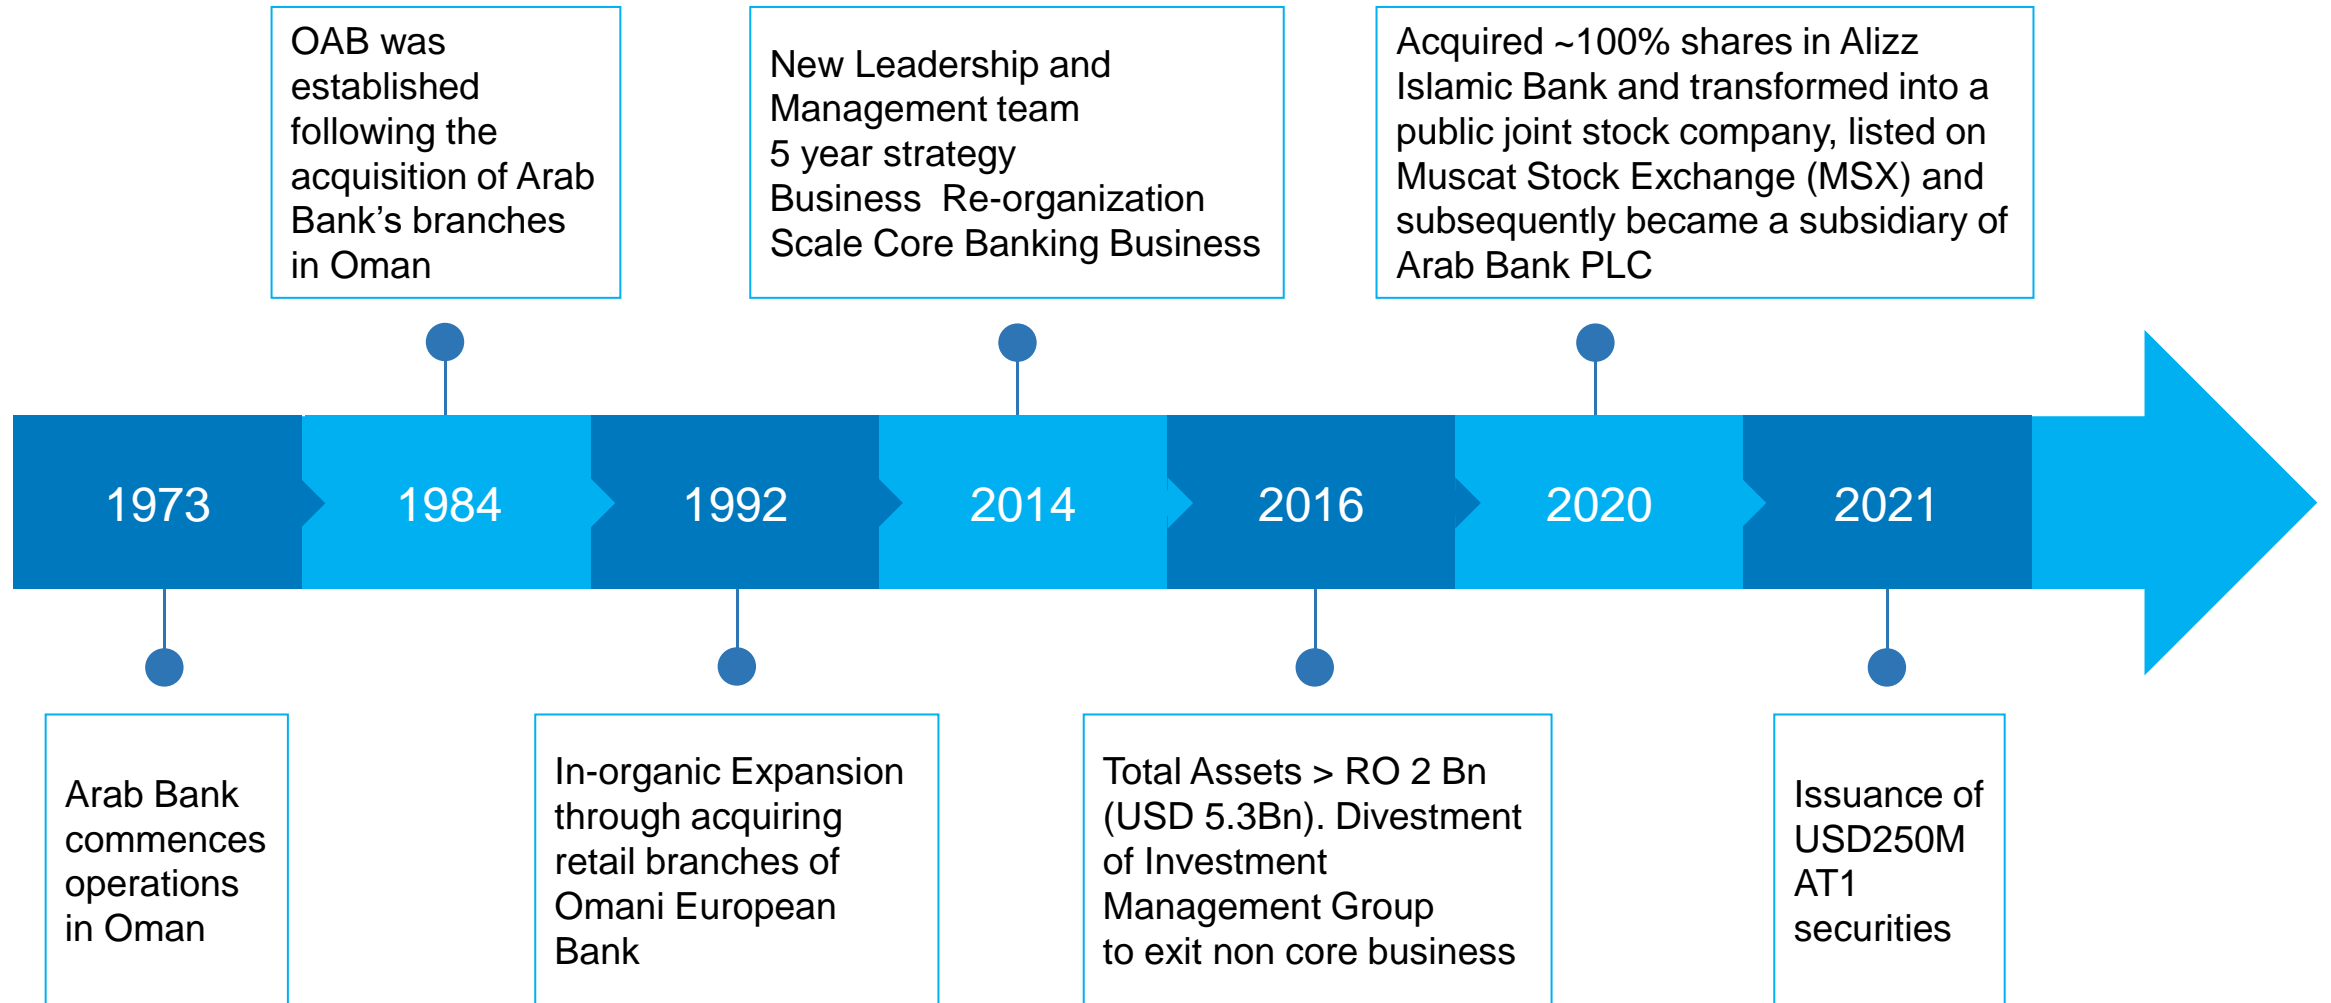 OAB was
established
following the
acquisition of Arab
Bank’s branches
in Oman
New Leadership and
Management team
5 year strategy
Business  Re-organization
Scale Core Banking Business
Acquired ~100% shares in Alizz
Islamic Bank and transformed into a
public joint stock company, listed on
Muscat Stock Exchange (MSX) and
subsequently became a subsidiary of
Arab Bank PLC
1973
1984
1992
2014
2016
2020
2021
Arab Bank
commences
operations
in Oman
In-organic Expansion
through acquiring
retail branches of
Omani European
Bank
Total Assets > RO 2 Bn
(USD 5.3Bn). Divestment
of Investment
Management Group
to exit non core business
Issuance of
USD250M
AT1
securities